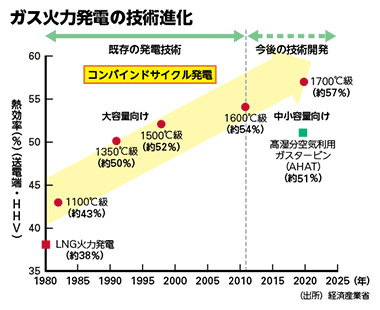 ガス火力発電の技術進化
既存の発電技術
今後の技術開発
コンバインドサイクル発電
熱効率(%)(送電端・HHV)
60
55
50
45
40
35
1980
1985
1990
1995
2000
2005
2010
2015
2020
2025
(年)
大容量向け
中小容量向け
1700℃級
(約57%)
1600℃級
(約54%)
1500℃級
(約52%)
1350℃級
(約50%)
1100℃級
(約43%)
高湿分空気利用
ガスタービン
(AHAT)
(約51%)
LNG火力発電
(約38%)
(出所)経済産業省